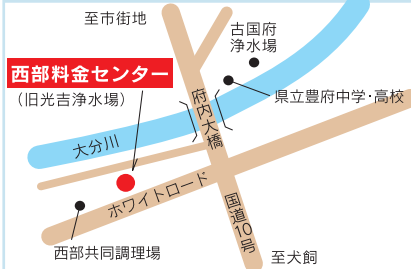 至市街地
古国府
浄水場
西部料金センター
(旧光吉浄水場)
府内大橋
県立豊府中学・高校
大分川
ホワイトロード
国道10号
西部共同調理場
至犬飼